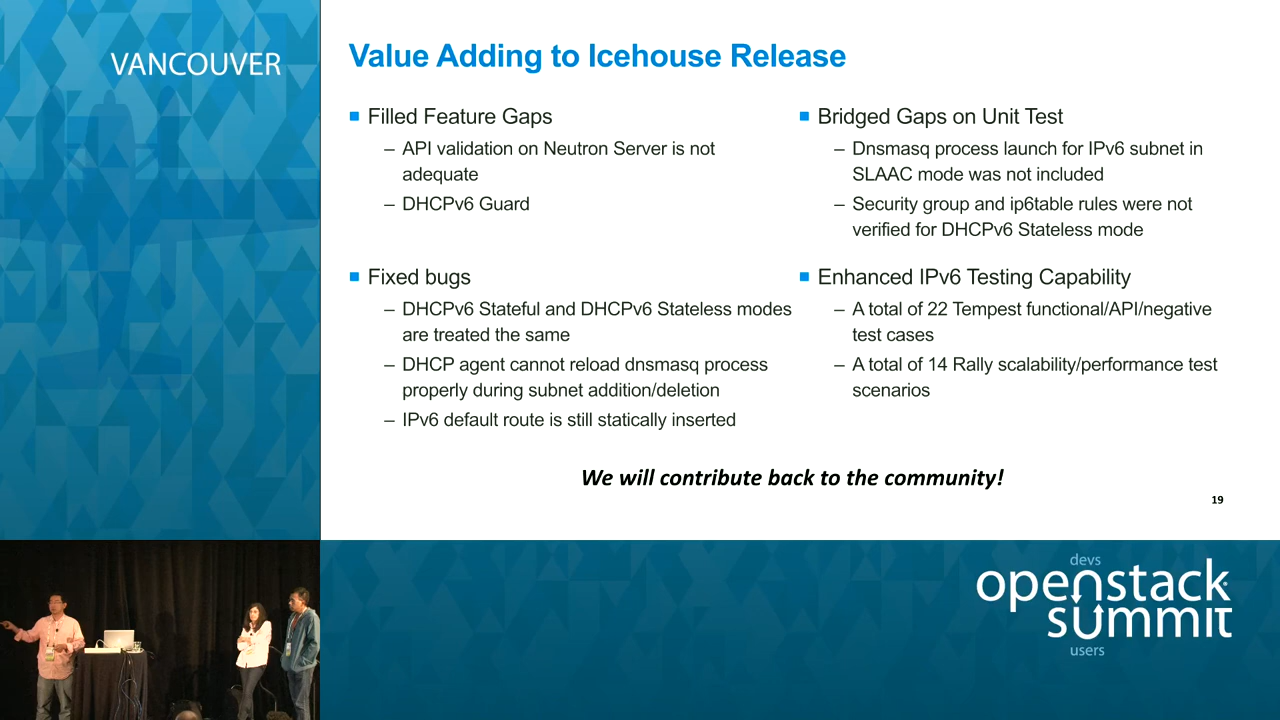 VANCOUVER
Value Adding to Icehouse Release
Filled Feature Gaps
– API validation on Neutron Server is not
adequate
– DHCPv6 Guard
Fixed bugs
– DHCPv6 Stateful and DHCPv6 Stateless modes
are treated the same
– DHCP agent cannot reload dnsmasq process
properly during subnet addition/deletion
– IPv6 default route is still statically inserted
Bridged Gaps on Unit Test
– Dnsmasq process launch for IPv6 subnet in
SLAAC mode was not included
– Security group and ip6table rules were not
verified for DHCPv6 Stateless mode
Enhanced IPv6 Testing Capability
– A total of 22 Tempest functional/API/negative
test cases
– A total of 14 Rally scalability/performance test
scenarios
We will contribute back to the community!
19
devs
openstack
summit
users